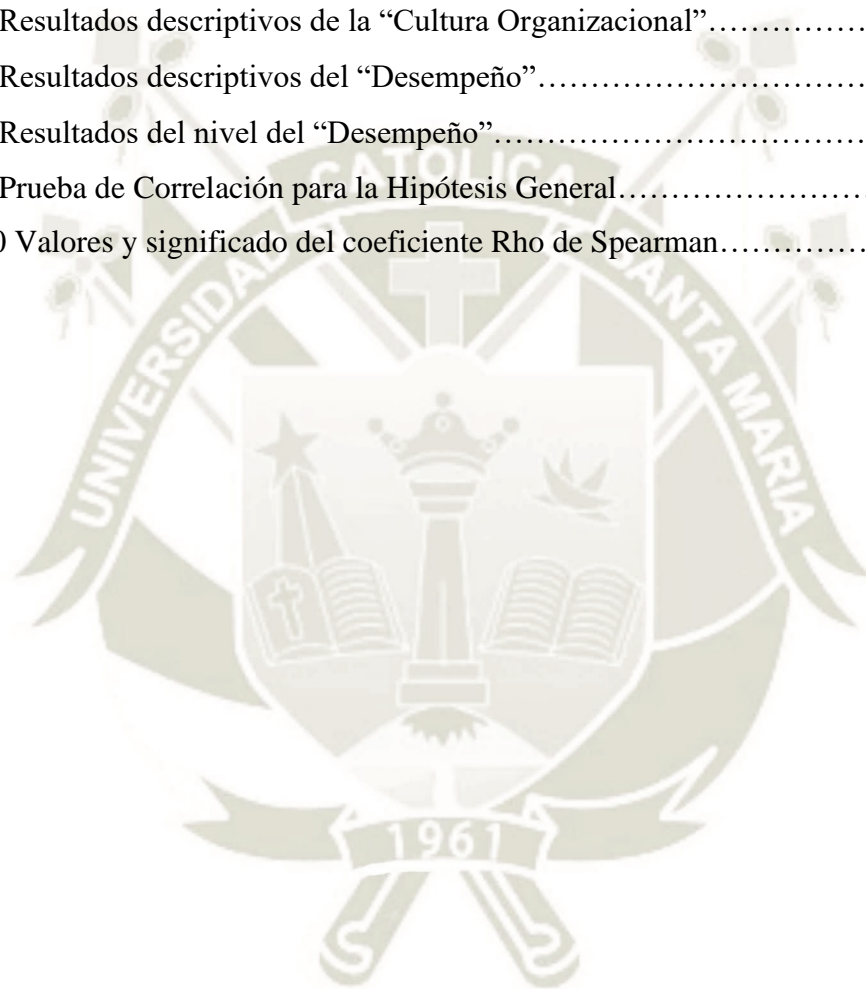 Resultados descriptivos de la “Cultura Organizacional”……………
Resultados descriptivos del “Desempeño”……………………………
Resultados del nivel del “Desempeño”…………………………………
Prueba de Correlación para la Hipótesis General……………………
0 Valores y significado del coeficiente Rho de Spearman……………
UNIVERSIDAD CATOLICA SANTA MARIA
1961